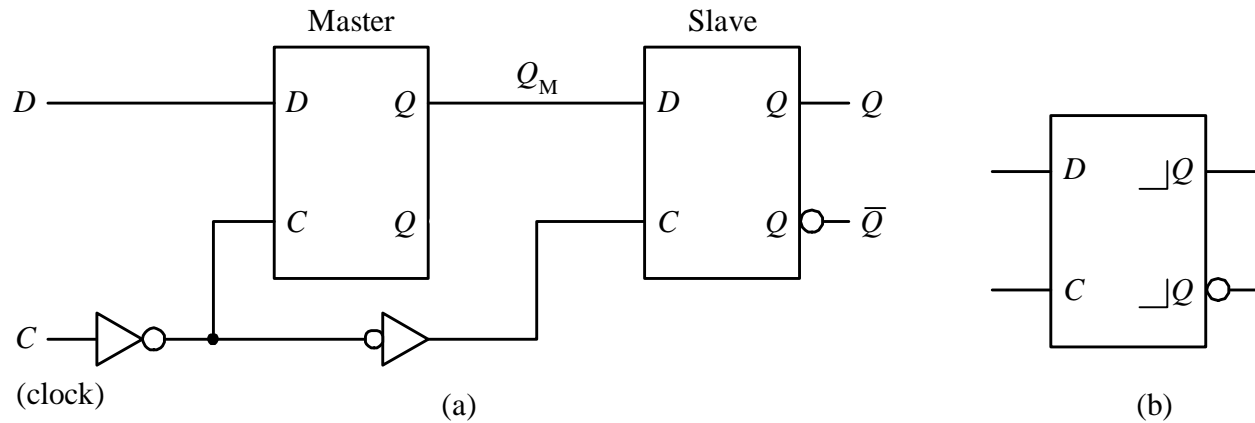 Master Slave
Q_M
D D Q D Q Q
D Q
C Q C Q Q̅
C Q
C
(clock)
(a) (b)